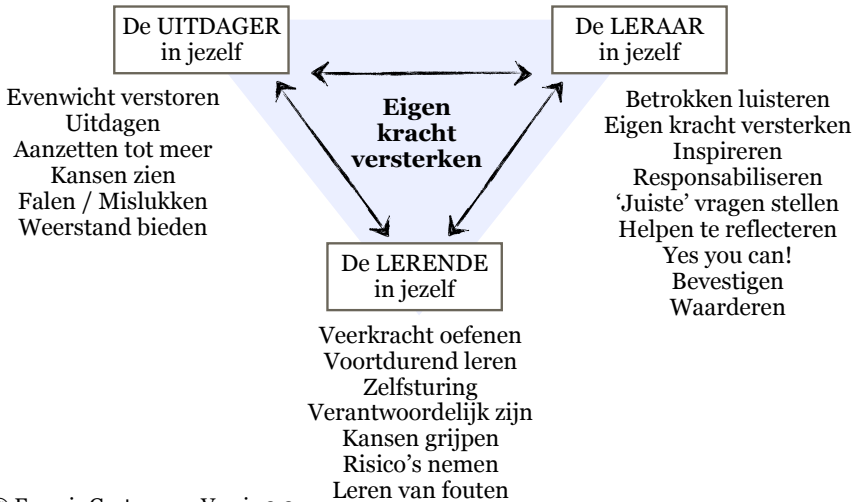 De UITDAGER
in jezelf
De LERAAR
in jezelf
Evenwicht verstoren
Uitdagen
Aanzetten tot meer
Kansen zien
Falen / Mislukken
Weerstand bieden
Eigen
kracht
versterken
Betrokken luisteren
Eigen kracht versterken
Inspireren
Responsabiliseren
‘Juiste’ vragen stellen
Helpen te reflecteren
Yes you can!
Bevestigen
Waarderen
De LERENDE
in jezelf
Veerkracht oefenen
Voortdurend leren
Zelfsturing
Verantwoordelijk zijn
Kansen grijpen
Risico’s nemen
Leren van fouten